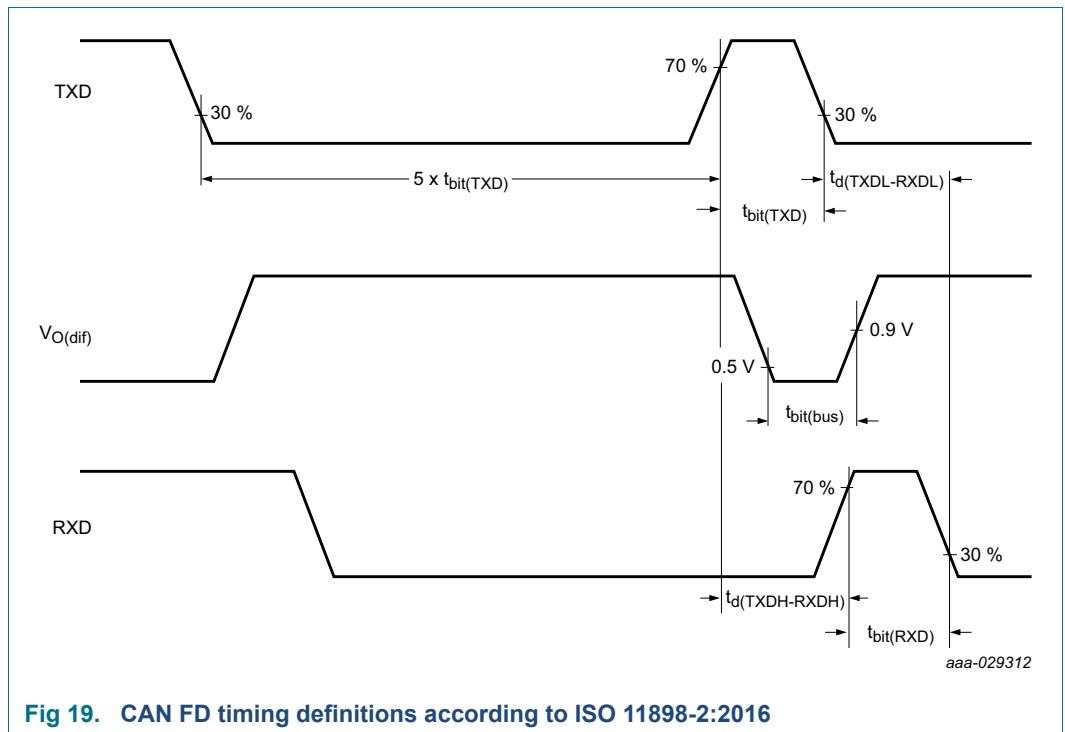 70 %
TXD
30 %
30 %
5 x tbit(TXD)
td(TXDL-RXDL)
tbit(TXD)
VO(dif)
0.9 V
0.5 V
tbit(bus)
70 %
RXD
30 %
td(TXDH-RXDH)
tbit(RXD)
aaa-029312
Fig 19. CAN FD timing definitions according to ISO 11898-2:2016